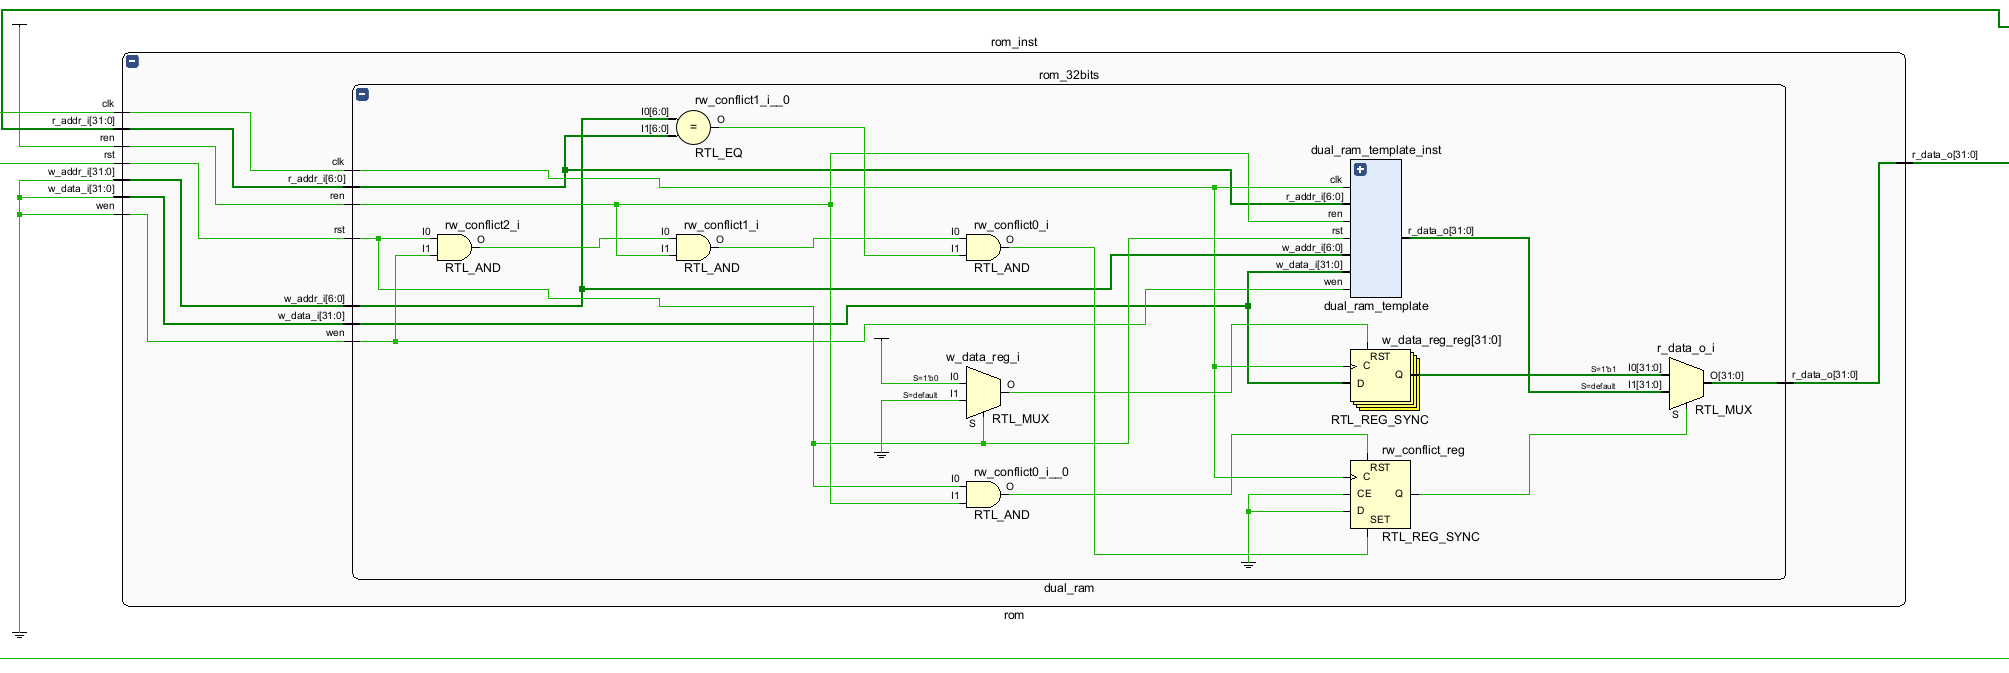 rom_inst
rom_32bits
clk
r_addr_i[31:0]
ren
rst
w_addr_i[31:0]
w_data_i[31:0]
wen
clk
r_addr_i[6:0]
ren
rst
w_addr_i[6:0]
w_data_i[31:0]
wen
rw_conflict1_i__0
I0[6:0]
I1[6:0]
=
O
RTL_EQ
rw_conflict2_i
I0
I1
O
RTL_AND
rw_conflict1_i
I0
I1
O
RTL_AND
rw_conflict0_i
I0
I1
O
RTL_AND
dual_ram_template_inst
clk
r_addr_i[6:0]
ren
rst
w_addr_i[6:0]
w_data_i[31:0]
wen
r_data_o[31:0]
dual_ram_template
w_data_reg_i
S=1'b0
I0
S=default
I1
O
S
RTL_MUX
w_data_reg_reg[31:0]
RST
C
Q
D
RTL_REG_SYNC
rw_conflict0_i__0
I0
I1
O
RTL_AND
rw_conflict_reg
RST
C
CE
Q
D
SET
RTL_REG_SYNC
r_data_o_i
S=1'b1
I0[31:0]
S=default
I1[31:0]
O[31:0]
S
RTL_MUX
r_data_o[31:0]
r_data_o[31:0]
dual_ram
rom